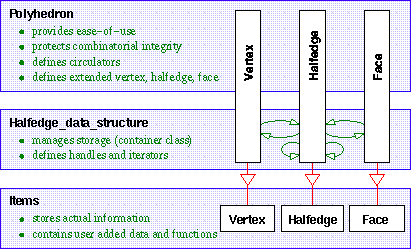 Polyhedron
provides ease-of-use
protects combinatorial integrity
defines circulators
defines extended vertex, halfedge, face
Vertex
Halfedge
Face
Halfedge_data_structure
manages storage (container class)
defines handles and iterators
Items
stores actual information
contains user added data and functions
Vertex
Halfedge
Face